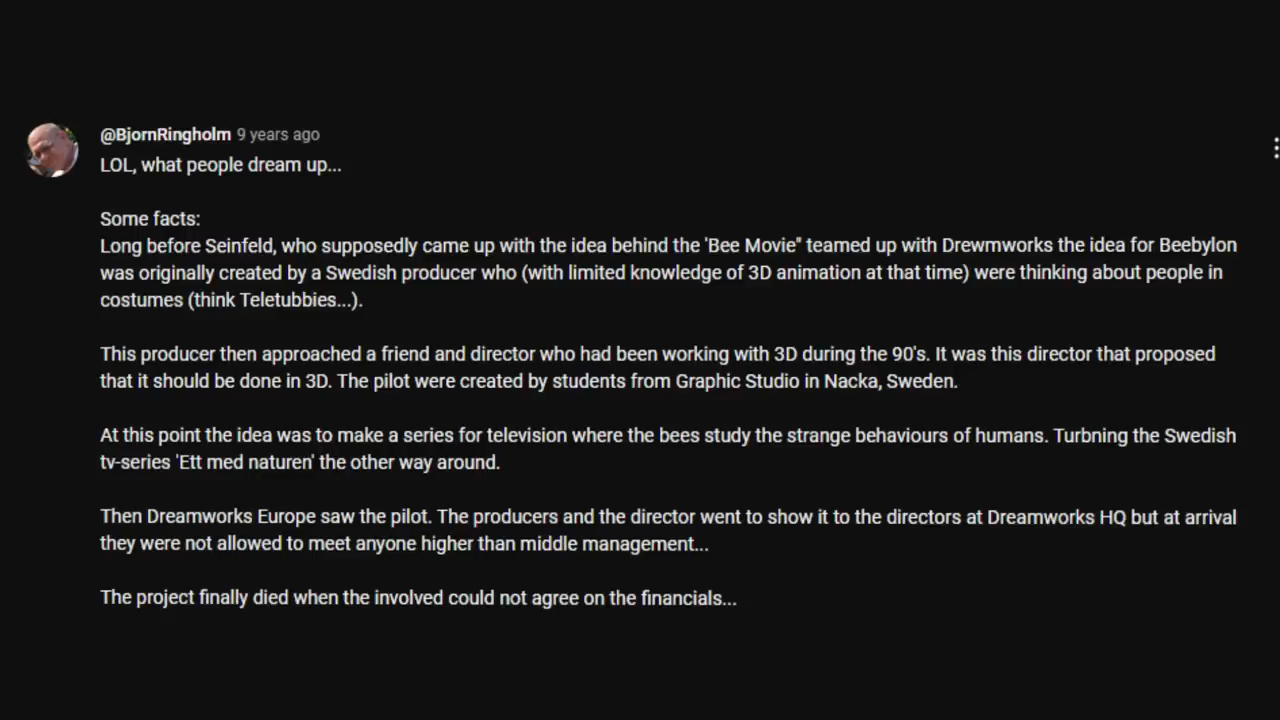 @BjornRingholm 9 years ago
LOL, what people dream up...
Some facts:
Long before Seinfeld, who supposedly came up with the idea behind the 'Bee Movie" teamed up with Drewmworks the idea for Beebylon
was originally created by a Swedish producer who (with limited knowledge of 3D animation at that time) were thinking about people in
costumes (think Teletubbies...).
This producer then approached a friend and director who had been working with 3D during the 90's. It was this director that proposed
that it should be done in 3D. The pilot were created by students from Graphic Studio in Nacka, Sweden.
At this point the idea was to make a series for television where the bees study the strange behaviours of humans. Turbning the Swedish
tv-series 'Ett med naturen' the other way around.
Then Dreamworks Europe saw the pilot. The producers and the director went to show it to the directors at Dreamworks HQ but at arrival
they were not allowed to meet anyone higher than middle management...
The project finally died when the involved could not agree on the financials...